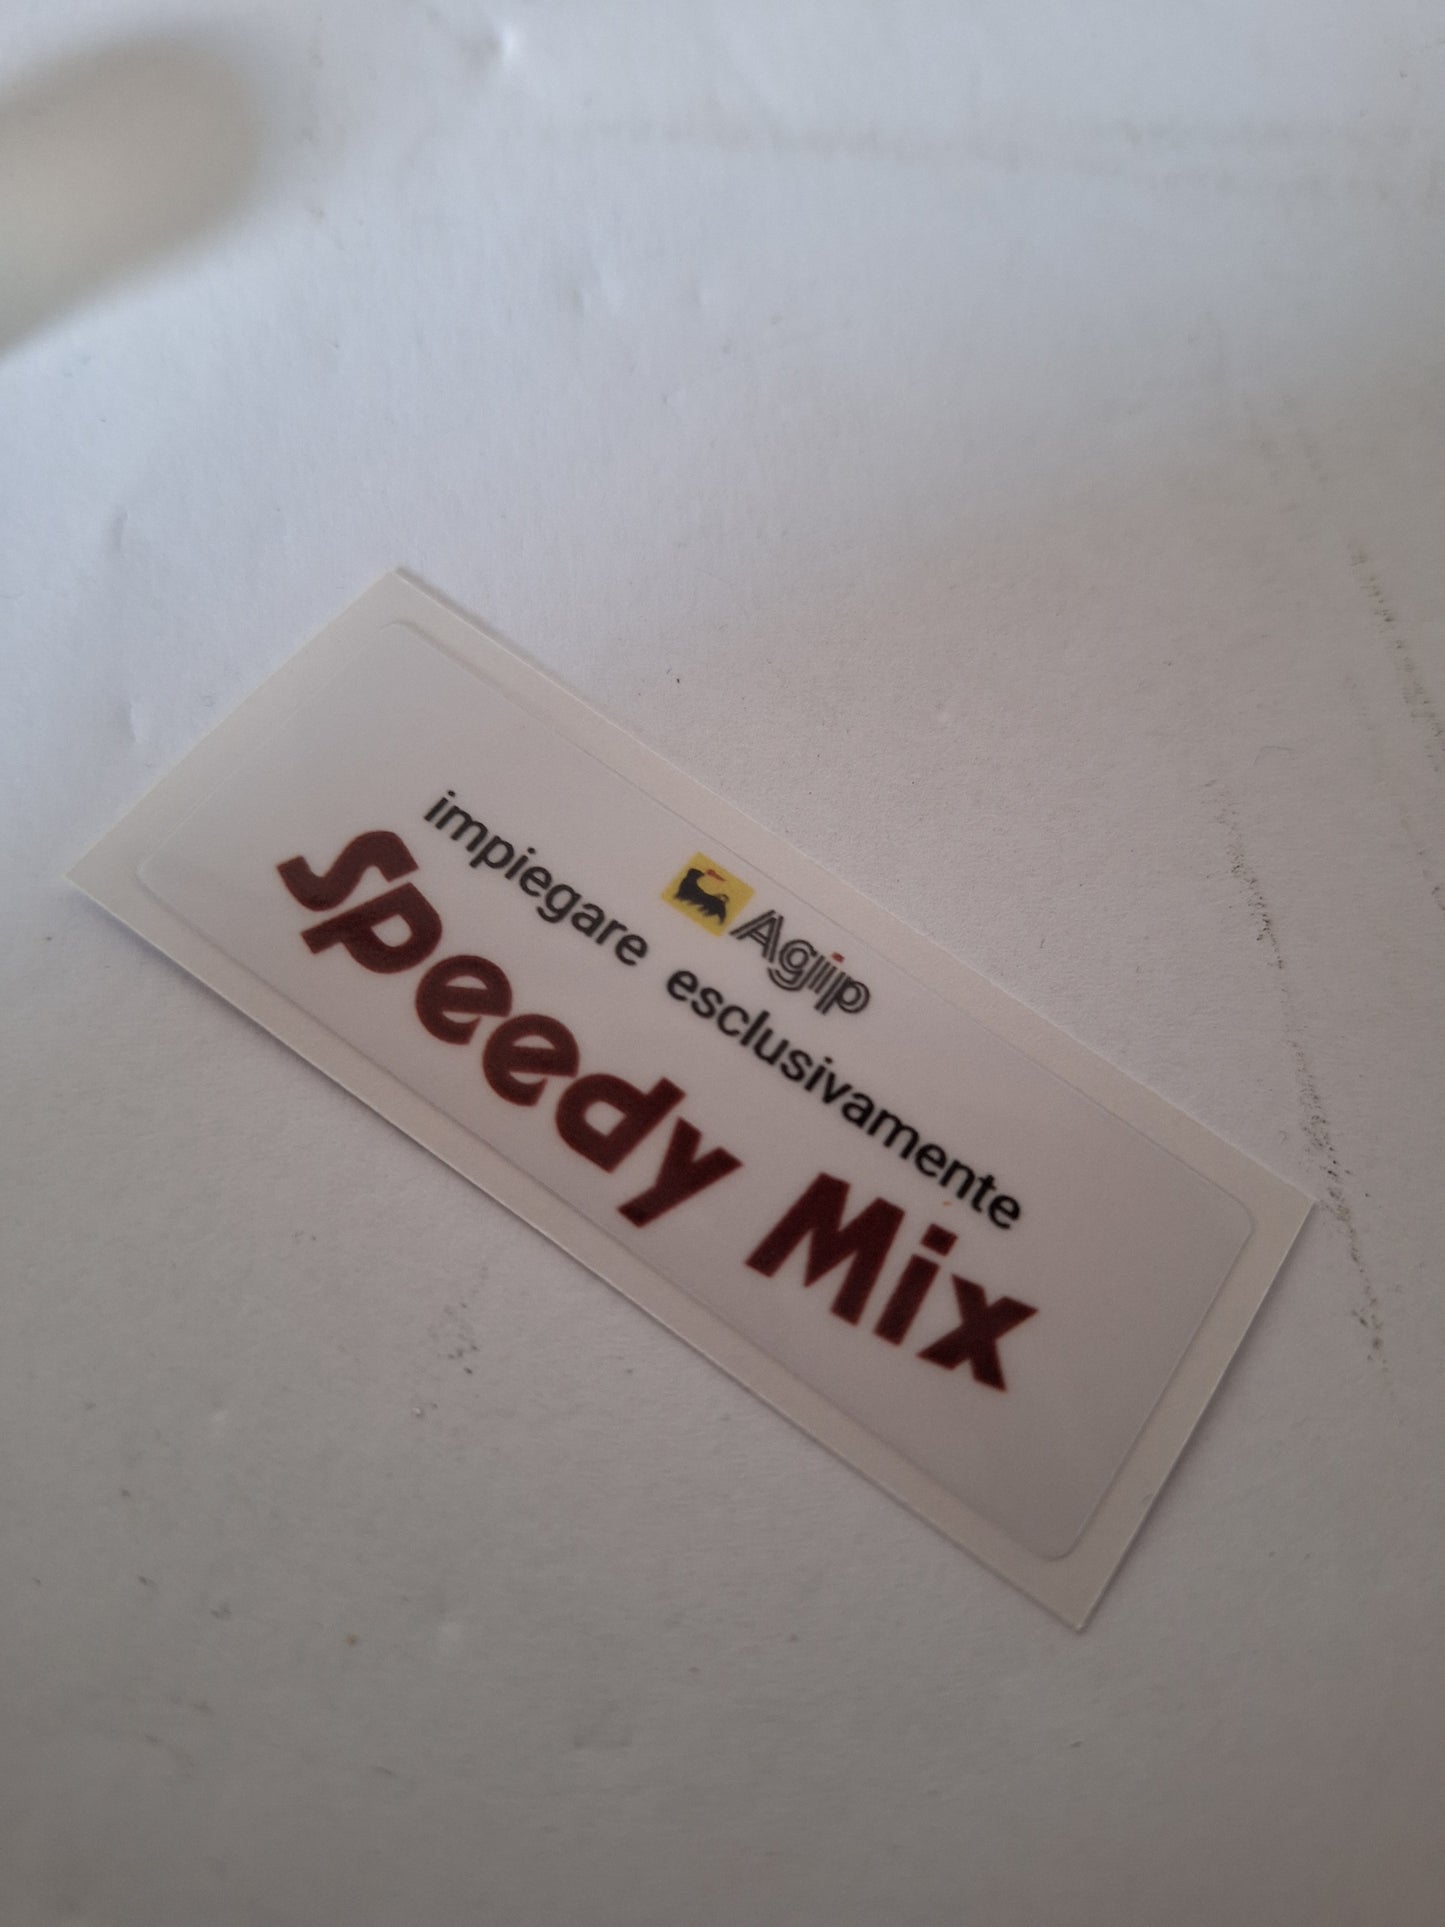 Agip
impiegare esclusivamente
Speedy Mix